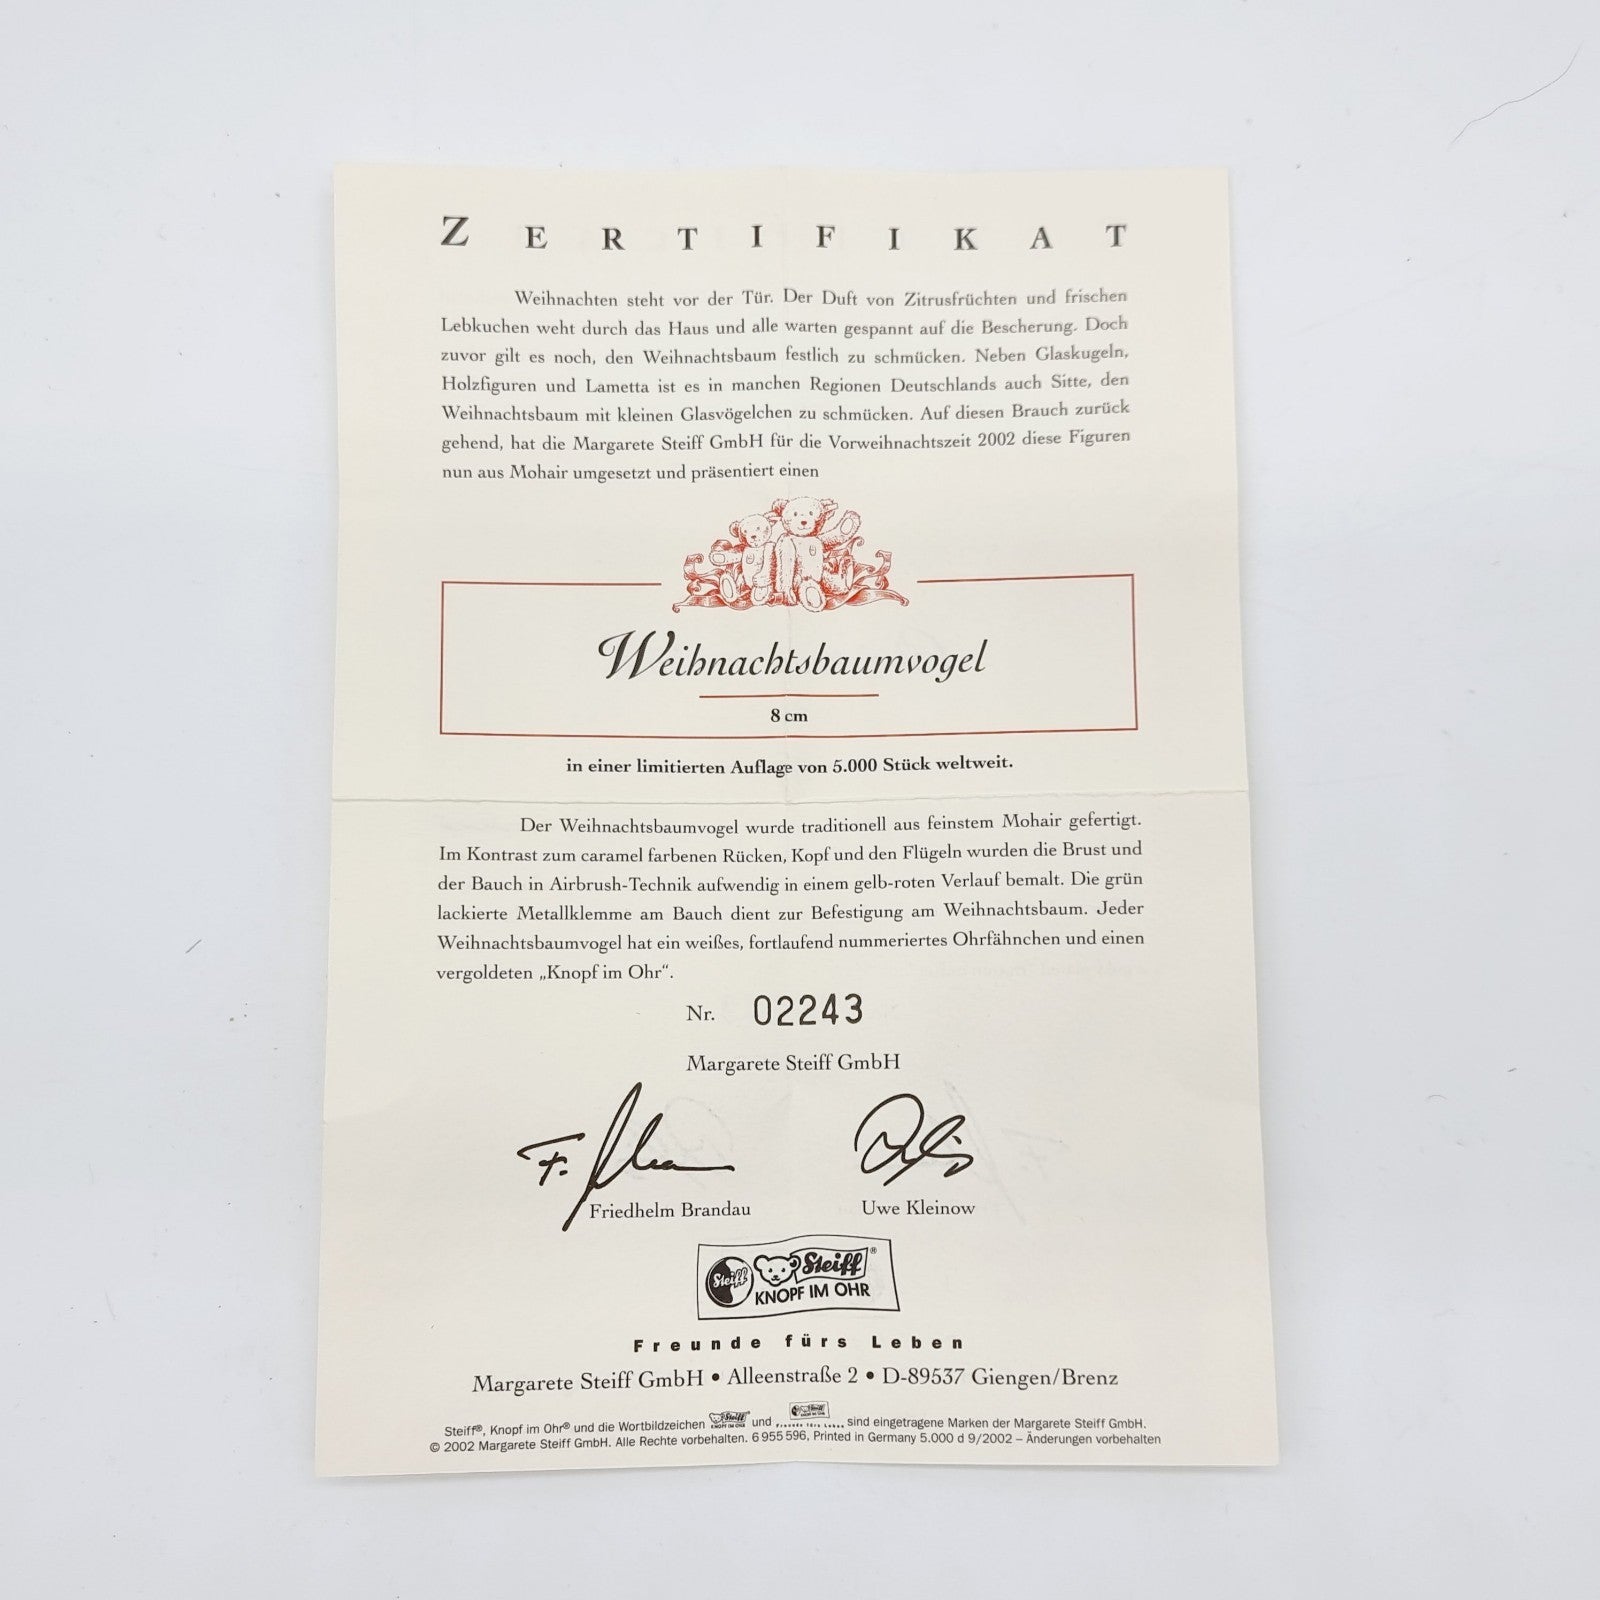 ZERTIFIKAT
Weihnachten steht vor der Tür. Der Duft von Zitrusfrüchten und frischen
Lebkuchen weht durch das Haus und alle warten gespannt auf die Bescherung. Doch
zuvor gilt es noch, den Weihnachtsbaum festlich zu schmücken. Neben Glaskugeln,
Holzfiguren und Lametta ist es in manchen Regionen Deutschlands auch Sitte, den
Weihnachtsbaum mit kleinen Glasvögelchen zu schmücken. Auf diesen Brauch zurück
gehend, hat die Margarete Steiff GmbH für die Vorweihnachtszeit 2002 diese Figuren
nun aus Mohair umgesetzt und präsentiert einen
Weihnachtsbaumvogel
8 cm
in einer limitierten Auflage von 5.000 Stück weltweit.
Der Weihnachtsbaumvogel wurde traditionell aus feinstem Mohair gefertigt.
Im Kontrast zum caramel farbenen Rücken, Kopf und den Flügeln wurden die Brust und
der Bauch in Airbrush-Technik aufwendig in einem gelb-roten Verlauf bemalt. Die grün
lackierte Metallklemme am Bauch dient zur Befestigung am Weihnachtsbaum. Jeder
Weihnachtsbaumvogel hat ein weißes, fortlaufend nummeriertes Ohrfähnchen und einen
vergoldeten „Knopf im Ohr“.
Nr. 02243
Margarete Steiff GmbH
Friedhelm Brandau Uwe Kleinow
Steiff Steiff®
KNOPF IM OHR
Freunde fürs Leben
Margarete Steiff GmbH • Alleenstraße 2 • D-89537 Giengen/Brenz
Steiff®, Knopf im Ohr® und die Wortbildzeichen Steiff KNOPF IM OHR und Freunde fürs Leben sind eingetragene Marken der Margarete Steiff GmbH.
© 2002 Margarete Steiff GmbH. Alle Rechte vorbehalten. 6 955 596, Printed in Germany 5.000 d 9/2002 – Änderungen vorbehalten